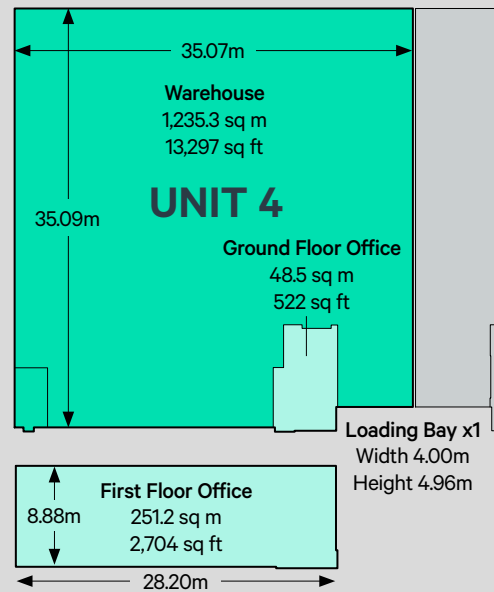 35.07m
Warehouse
1,235.3 sq m
13,297 sq ft
UNIT 4
35.09m
Ground Floor Office
48.5 sq m
522 sq ft
Loading Bay x1
Width 4.00m
Height 4.96m
First Floor Office
8.88m
251.2 sq m
2,704 sq ft
28.20m